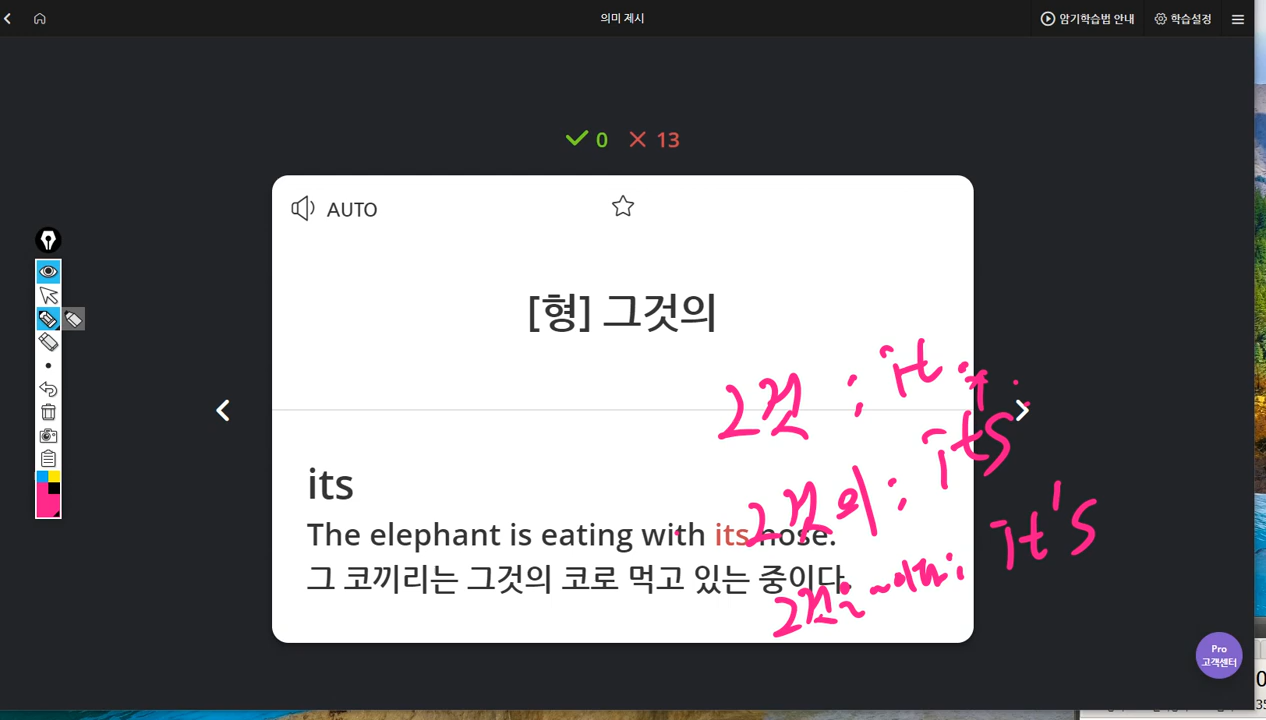 의미 제시
암기학습법 안내
학습설정
0 13
AUTO
[형] 그것의
그것 : it
its
그것의 : its
The elephant is eating with its nose.
it's
그 코끼리는 그것의 코로 먹고 있는 중이다.
그것은 ~이다 :
Pro
고객센터